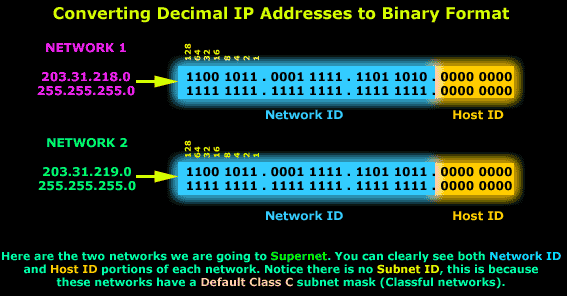 Converting Decimal IP Addresses to Binary Format
NETWORK 1
128 64 32 16 8 4 2 1
203.31.218.0 1100 1011 . 0001 1111 . 1101 1010 . 0000 0000
255.255.255.0 1111 1111 . 1111 1111 . 1111 1111 . 0000 0000
Network ID Host ID
NETWORK 2
128 64 32 16 8 4 2 1
203.31.219.0 1100 1011 . 0001 1111 . 1101 1011 . 0000 0000
255.255.255.0 1111 1111 . 1111 1111 . 1111 1111 . 0000 0000
Network ID Host ID
Here are the two networks we are going to Supernet. You can clearly see both Network ID
and Host ID portions of each network. Notice there is no Subnet ID, this is because
these networks have a Default Class C subnet mask (Classful networks).